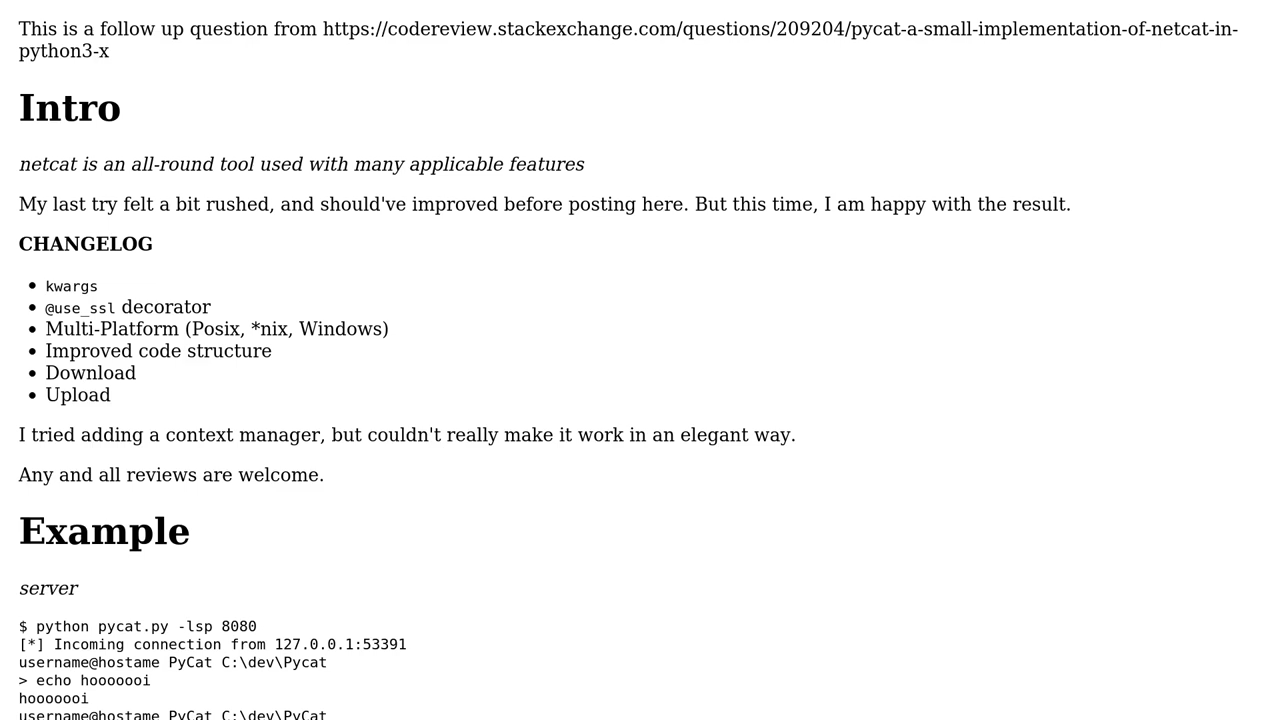 This is a follow up question from https://codereview.stackexchange.com/questions/209204/pycat-a-small-implementation-of-netcat-in-
python3-x
Intro
netcat is an all-round tool used with many applicable features
My last try felt a bit rushed, and should've improved before posting here. But this time, I am happy with the result.
CHANGELOG
• kwargs
• @use_ssl decorator
• Multi-Platform (Posix, *nix, Windows)
• Improved code structure
• Download
• Upload
I tried adding a context manager, but couldn't really make it work in an elegant way.
Any and all reviews are welcome.
Example
server
$ python pycat.py -lsp 8080
[*] Incoming connection from 127.0.0.1:53391
username@hostame PyCat C:\dev\Pycat
> echo hooooooi
hooooooi
username@hostame PyCat C:\dev\PyCat